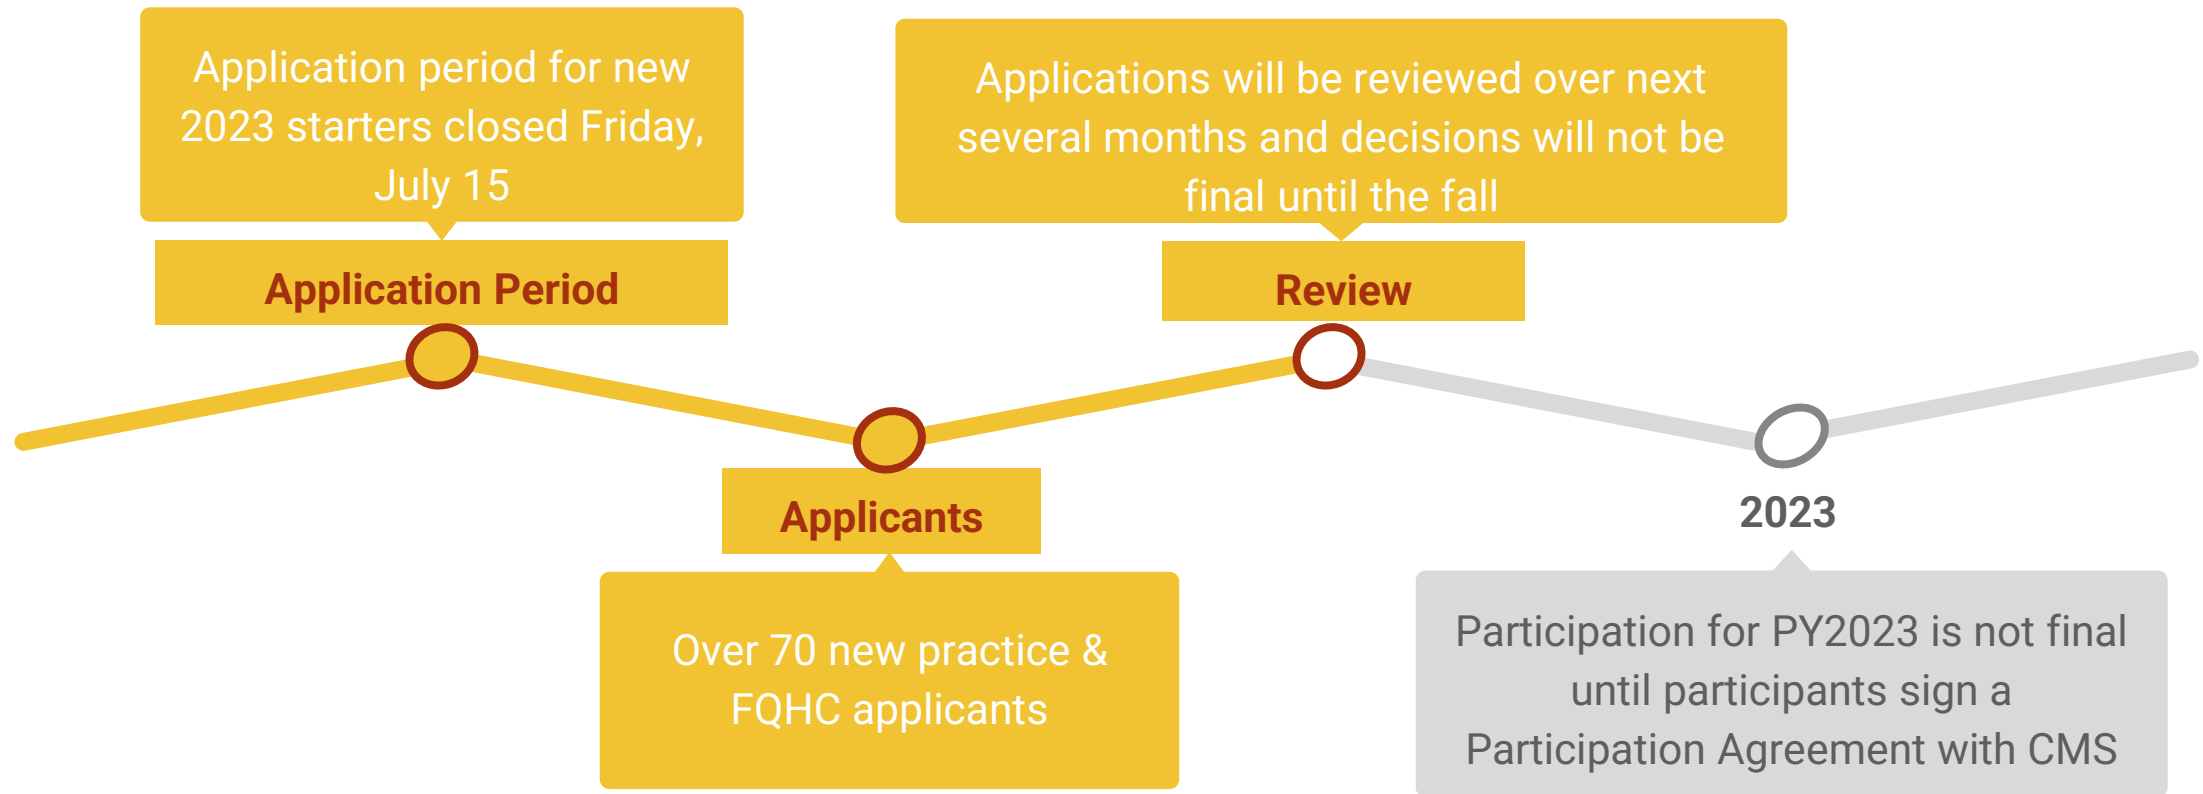 Application period for new
2023 starters closed Friday,
July 15
Application Period
Applications will be reviewed over next
several months and decisions will not be
final until the fall
Review
Applicants
Over 70 new practice &
FQHC applicants
2023
Participation for PY2023 is not final
until participants sign a
Participation Agreement with CMS